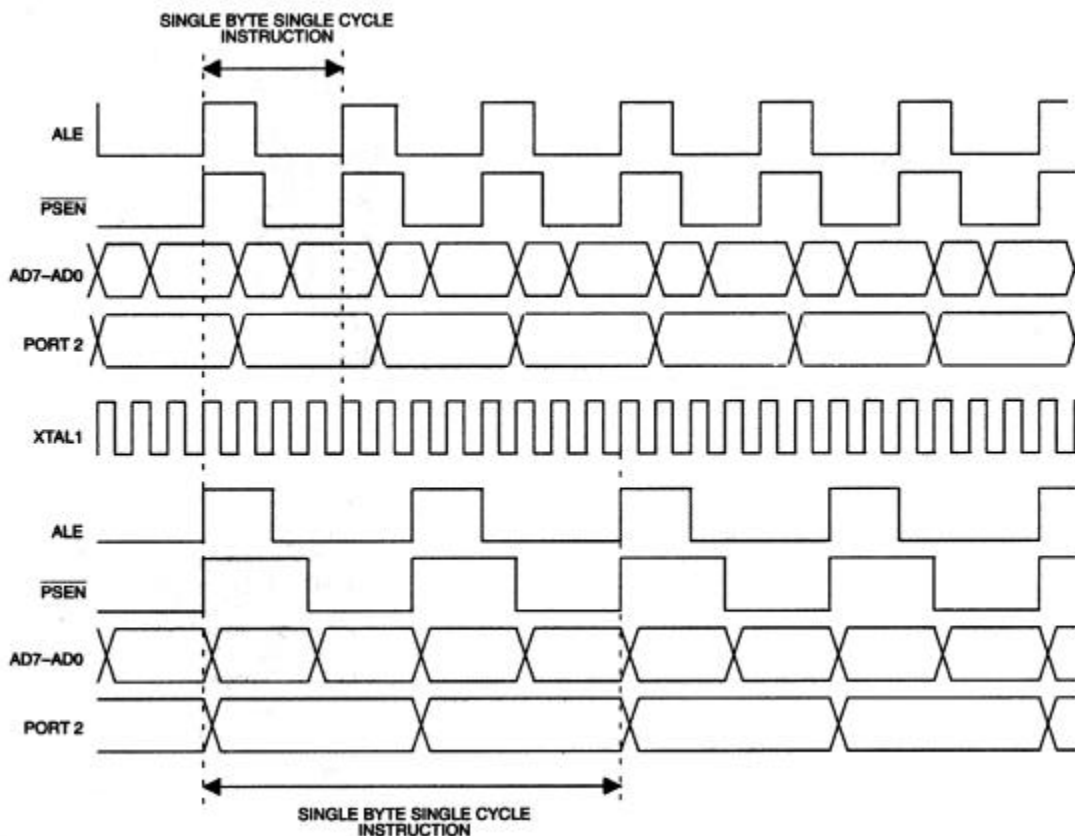 SINGLE BYTE SINGLE CYCLE
INSTRUCTION
ALE
PSEN
AD7–AD0
PORT 2
XTAL1
ALE
PSEN
AD7–AD0
PORT 2
SINGLE BYTE SINGLE CYCLE
INSTRUCTION